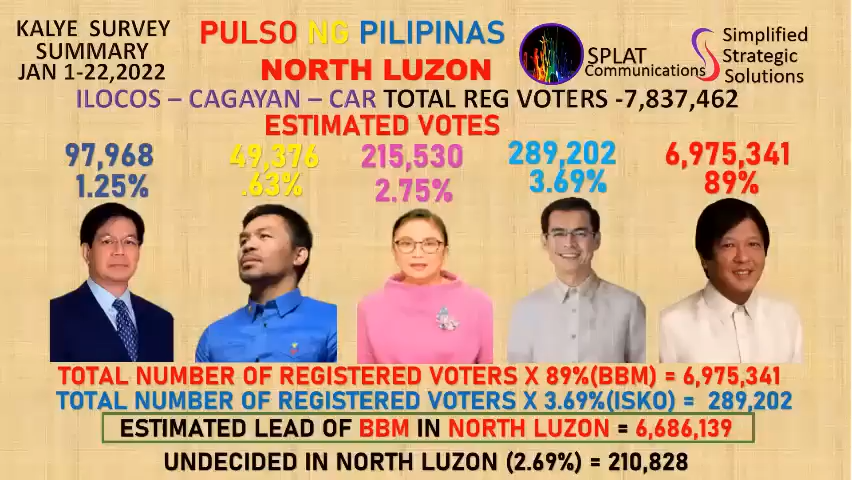 KALYE SURVEY
SUMMARY
JAN 1-22,2022
PULSO NG PILIPINAS
NORTH LUZON
SPLAT
Communications
Simplified
Strategic
Solutions
ILOCOS – CAGAYAN – CAR TOTAL REG VOTERS -7,837,462
ESTIMATED VOTES
97,968
1.25%
49,376
.63%
215,530
2.75%
289,202
3.69%
6,975,341
89%
TOTAL NUMBER OF REGISTERED VOTERS X 89%(BBM) = 6,975,341
TOTAL NUMBER OF REGISTERED VOTERS X 3.69%(ISKO) = 289,202
ESTIMATED LEAD OF BBM IN NORTH LUZON = 6,686,139
UNDECIDED IN NORTH LUZON (2.69%) = 210,828